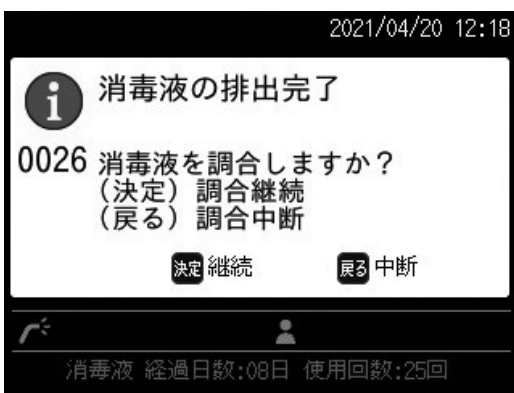 2021/04/20 12:18
消毒液の排出完了
0026 消毒液を調合しますか？
（決定）調合継続
（戻る）調合中断
決定 継続 戻る 中断
消毒液 経過日数:08日 使用回数:25回